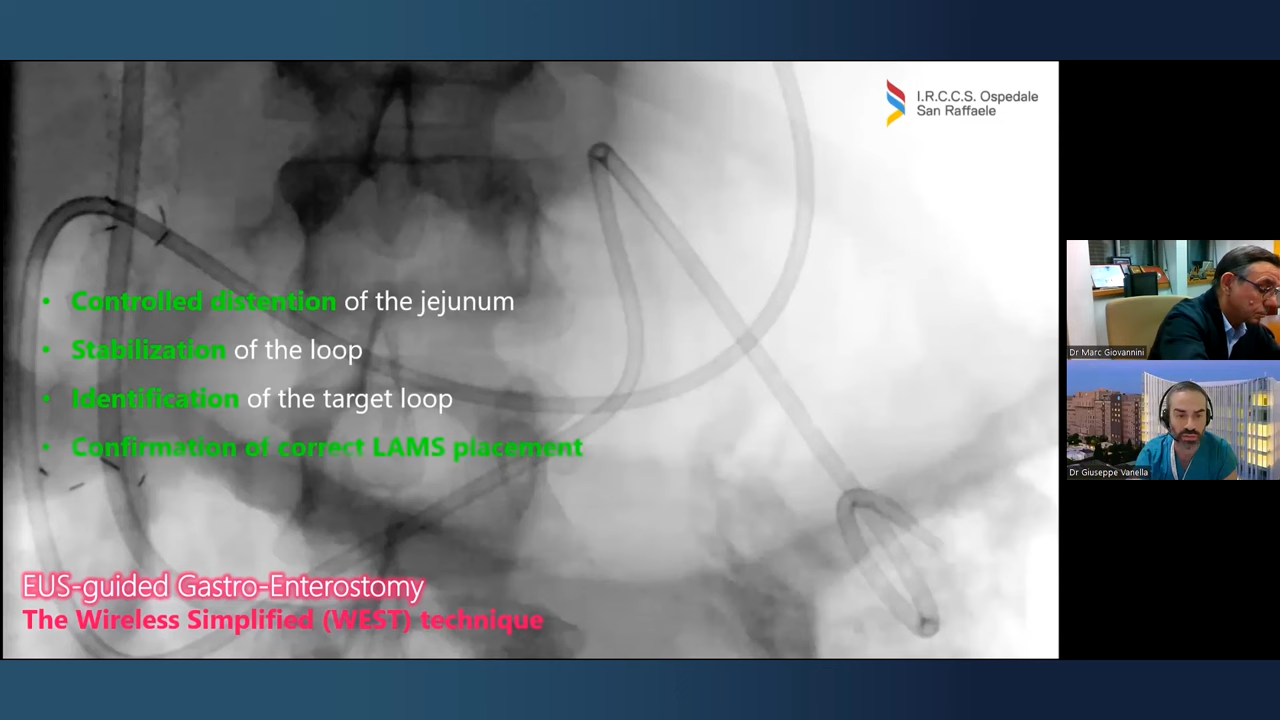 I.R.C.C.S. Ospedale
San Raffaele
• Controlled distention of the jejunum
• Stabilization of the loop
• Identification of the target loop
• Confirmation of correct LAMS placement
EUS-guided Gastro-Enterostomy
The Wireless Simplified (WEST) technique
Dr Marc Giovannini
Dr Giuseppe Vanella